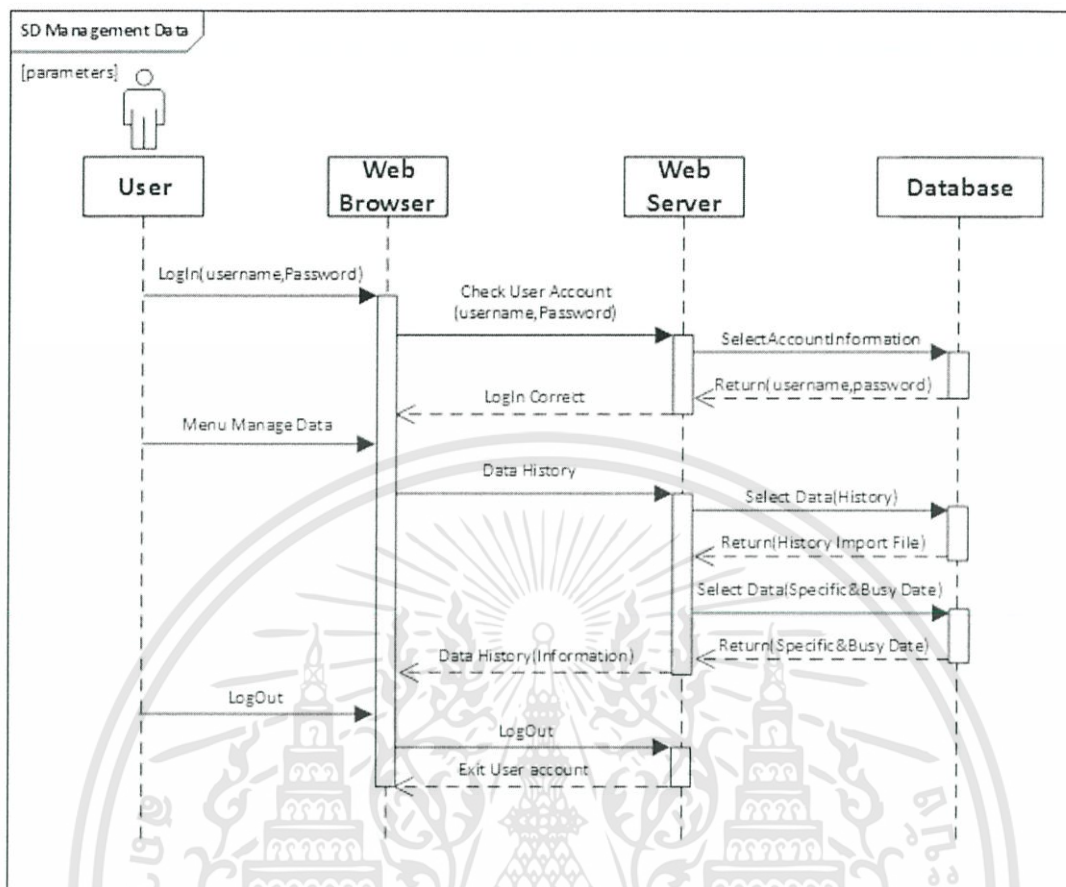 SD Management Data
[parameters]
User
Web
Browser
Web
Server
Database
LogIn(username,Password)
Check User Account
(username,Password)
SelectAccountInformation
Return(username,password)
LogIn Correct
Menu Manage Data
Data History
Select Data(History)
Return(History Import File)
Select Data(Specific&Busy Date)
Return(Specific&Busy Date)
Data History(Information)
LogOut
LogOut
Exit User account